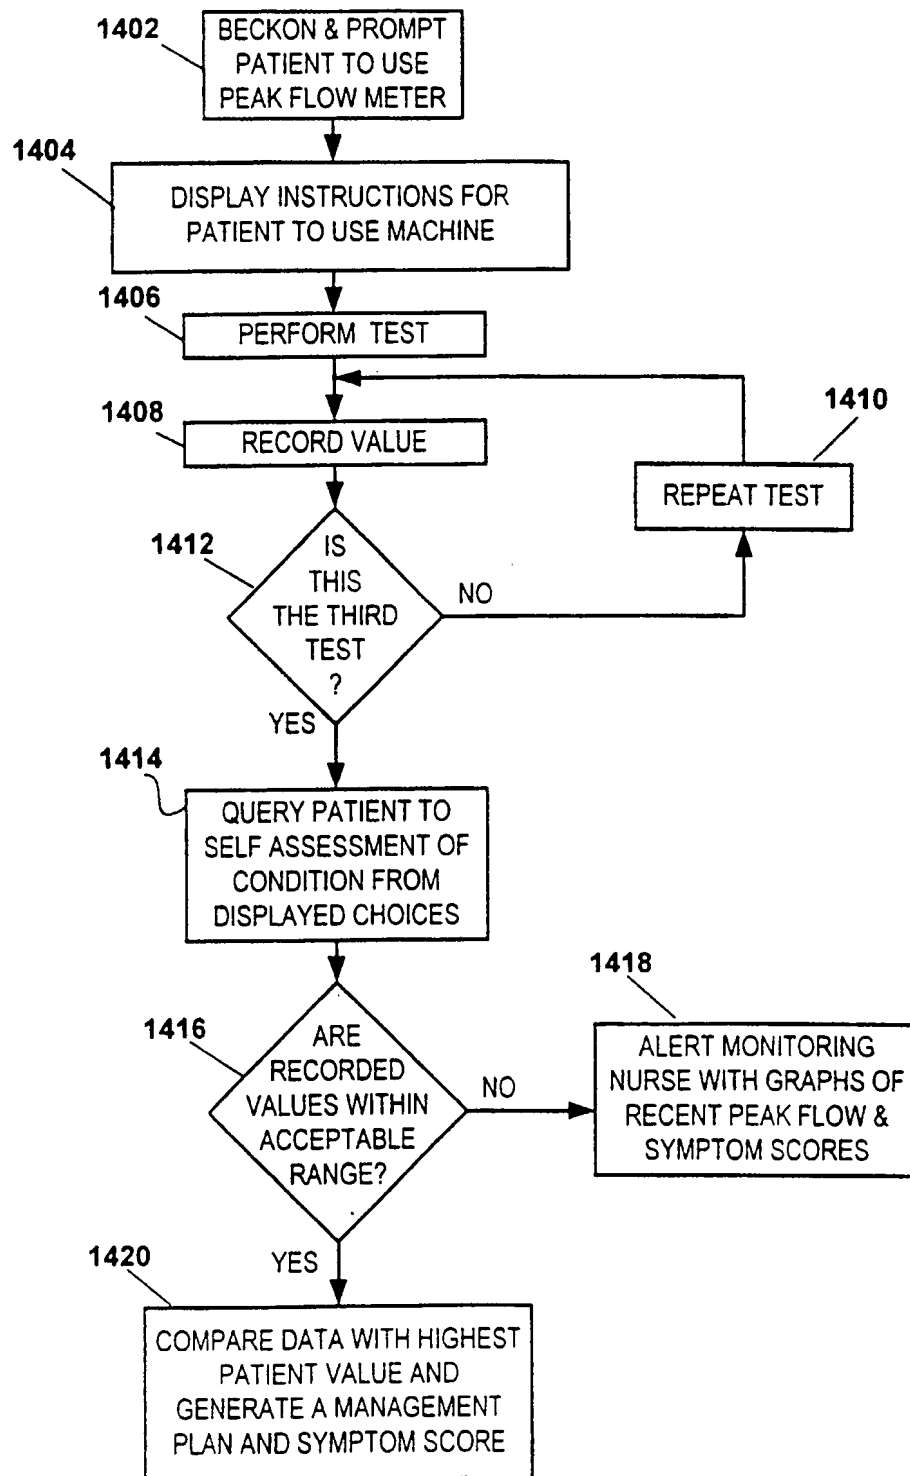 1402
BECKON & PROMPT
PATIENT TO USE
PEAK FLOW METER
1404
DISPLAY INSTRUCTIONS FOR
PATIENT TO USE MACHINE
1406
PERFORM TEST
1408
RECORD VALUE
1410
REPEAT TEST
1412
IS
THIS
THE THIRD
TEST
?
NO
YES
1414
QUERY PATIENT TO
SELF ASSESSMENT OF
CONDITION FROM
DISPLAYED CHOICES
1416
ARE
RECORDED
VALUES WITHIN
ACCEPTABLE
RANGE?
NO
1418
ALERT MONITORING
NURSE WITH GRAPHS OF
RECENT PEAK FLOW &
SYMPTOM SCORES
YES
1420
COMPARE DATA WITH HIGHEST
PATIENT VALUE AND
GENERATE A MANAGEMENT
PLAN AND SYMPTOM SCORE